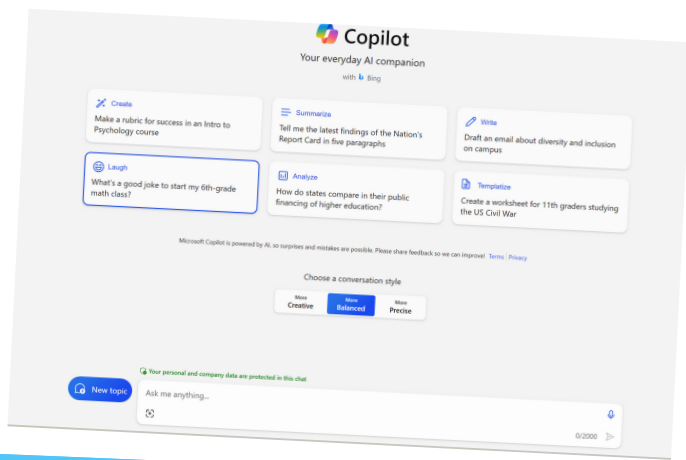 Copilot
Your everyday AI companion
with Bing
Create
Make a rubric for success in an Intro to
Psychology course
Summarize
Tell me the latest findings of the Nation's
Report Card in five paragraphs
Write
Draft an email about diversity and inclusion
on campus
Laugh
What's a good joke to start my 6th-grade
math class?
Analyze
How do states compare in their public
financing of higher education?
Templatize
Create a worksheet for 11th graders studying
the US Civil War
Microsoft Copilot is powered by AI, so surprises and mistakes are possible. Please share feedback so we can improve! Terms | Privacy
Choose a conversation style
More
Creative
More
Balanced
More
Precise
Your personal and company data are protected in this chat
New topic
Ask me anything...
0/2000